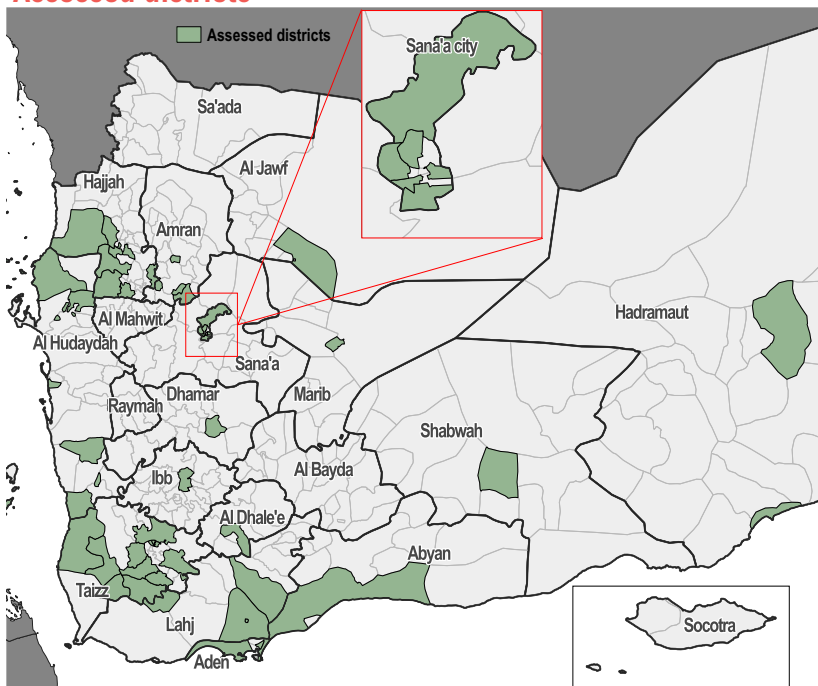 Assessed districts
Assessed districts
Sana'a city
Sa'ada
Al Jawf
Hajjah
Amran
Hadramaut
Al Mahwit
Al Hudaydah
Sana'a
Dhamar
Marib
Raymah
Shabwah
Al Bayda
Ibb
Al Dhale'e
Abyan
Taizz
Lahj
Socotra
Aden